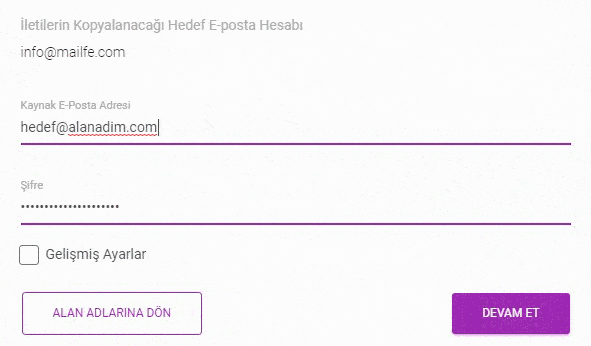 İletilerin Kopyalanacağı Hedef E-posta Hesabı
info@mailfe.com
Kaynak E-Posta Adresi
hedef@alanadim.com
Şifre
•••••••••••••••••••••
Gelişmiş Ayarlar
ALAN ADLARINA DÖN
DEVAM ET